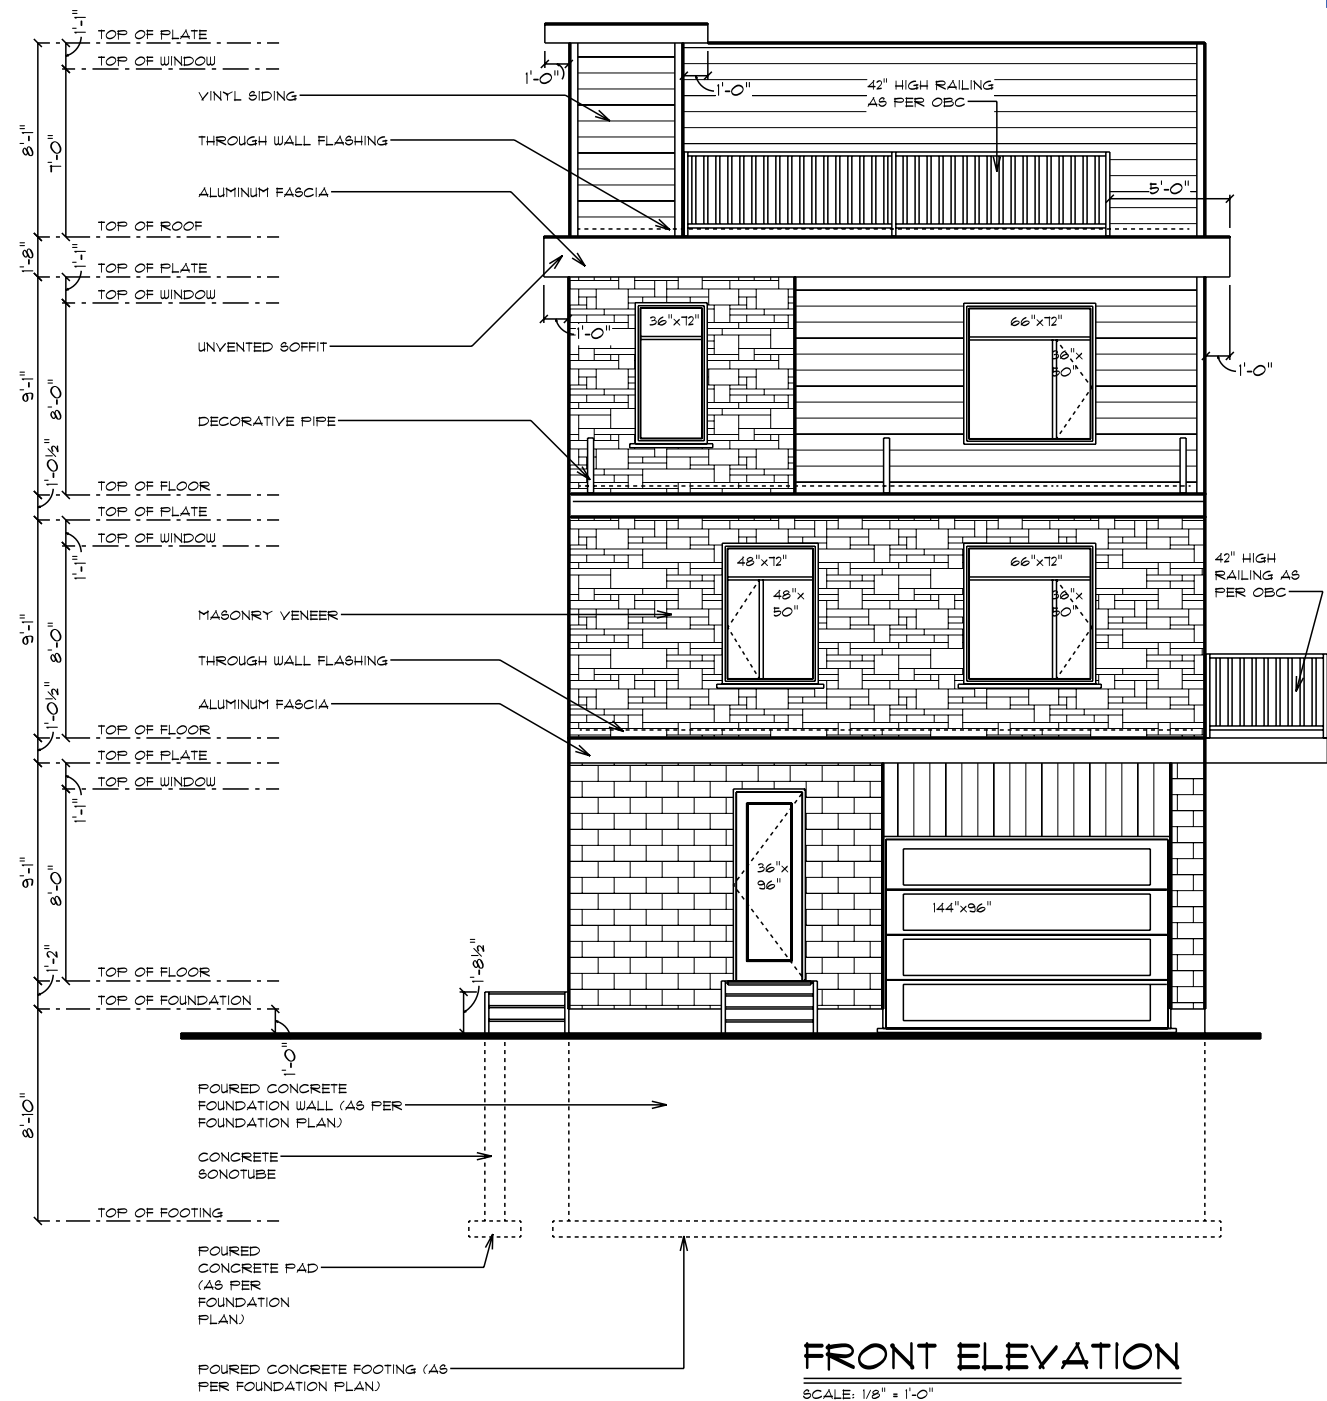 1'-1"
TOP OF PLATE
TOP OF WINDOW
1'-0"
1'-0"
42" HIGH RAILING
AS PER OBC
VINYL SIDING
8'-1"
7'-0"
THROUGH WALL FLASHING
ALUMINUM FASCIA
5'-0"
TOP OF ROOF
1'-8"
1'-1"
TOP OF PLATE
TOP OF WINDOW
36"x72"
66"x72"
1'-0"
UNVENTED SOFFIT
36"x
50"
1'-0"
9'-1"
8'-0"
DECORATIVE PIPE
1'-0½"
TOP OF FLOOR
TOP OF PLATE
TOP OF WINDOW
1'-1"
48"x72"
66"x72"
42" HIGH
RAILING AS
PER OBC
48"x
50"
36"x
50"
MASONRY VENEER
9'-1"
8'-0"
THROUGH WALL FLASHING
ALUMINUM FASCIA
1'-0½"
TOP OF FLOOR
TOP OF PLATE
TOP OF WINDOW
1'-1"
9'-1"
8'-0"
36"x
96"
144"x96"
1'-2"
1'-8½"
TOP OF FLOOR
TOP OF FOUNDATION
1'-0"
8'-10"
POURED CONCRETE
FOUNDATION WALL (AS PER
FOUNDATION PLAN)
CONCRETE
SONOTUBE
TOP OF FOOTING
POURED
CONCRETE PAD
(AS PER
FOUNDATION
PLAN)
POURED CONCRETE FOOTING (AS
PER FOUNDATION PLAN)
FRONT ELEVATION
SCALE: 1/8" = 1'-0"